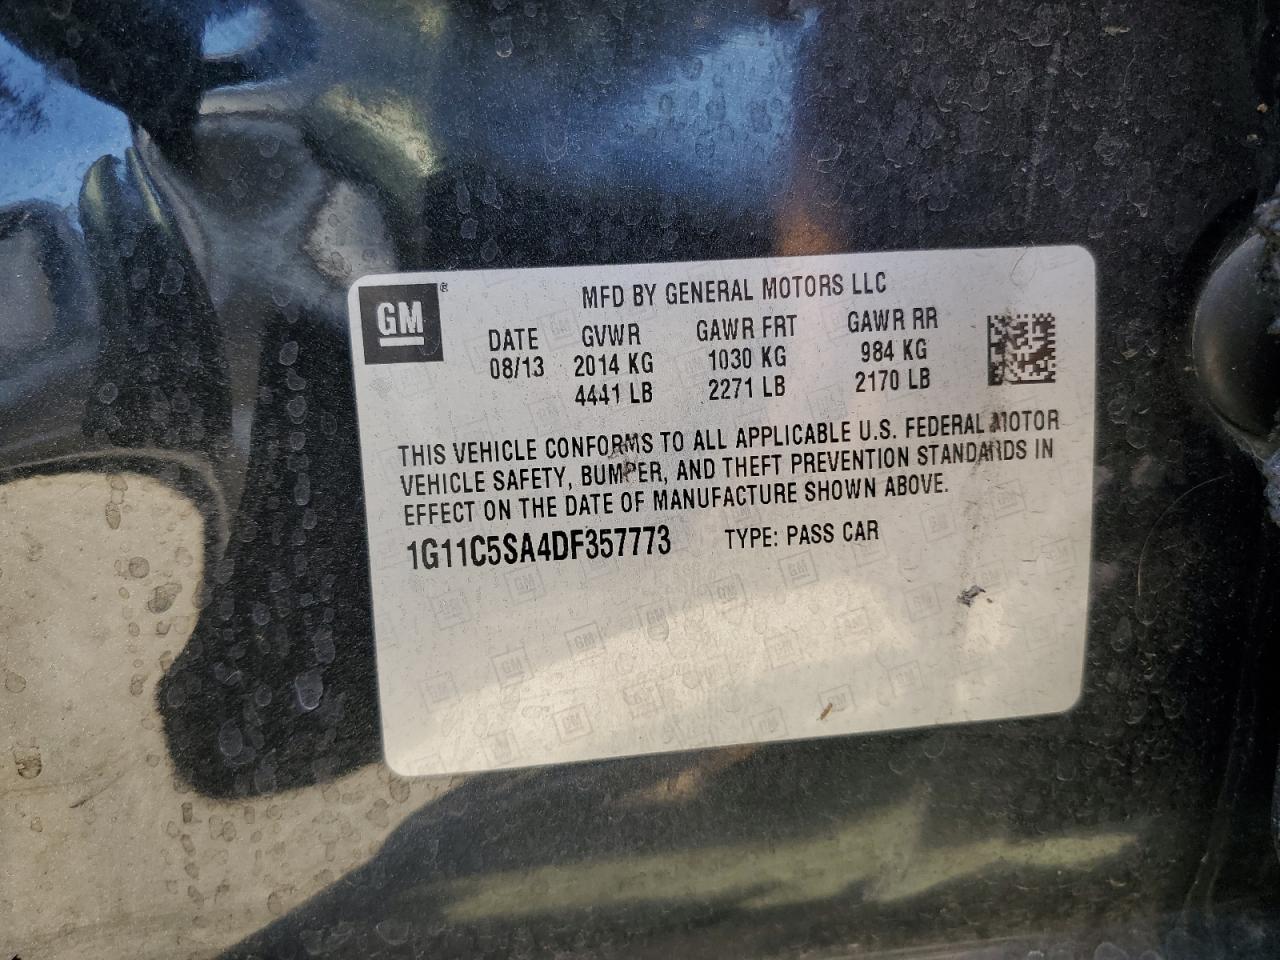 GM ®
MFD BY GENERAL MOTORS LLC
DATE GVWR GAWR FRT GAWR RR
08/13 2014 KG 1030 KG 984 KG
4441 LB 2271 LB 2170 LB
THIS VEHICLE CONFORMS TO ALL APPLICABLE U.S. FEDERAL MOTOR
VEHICLE SAFETY, BUMPER, AND THEFT PREVENTION STANDARDS IN
EFFECT ON THE DATE OF MANUFACTURE SHOWN ABOVE.
1G11C5SA4DF357773 TYPE: PASS CAR